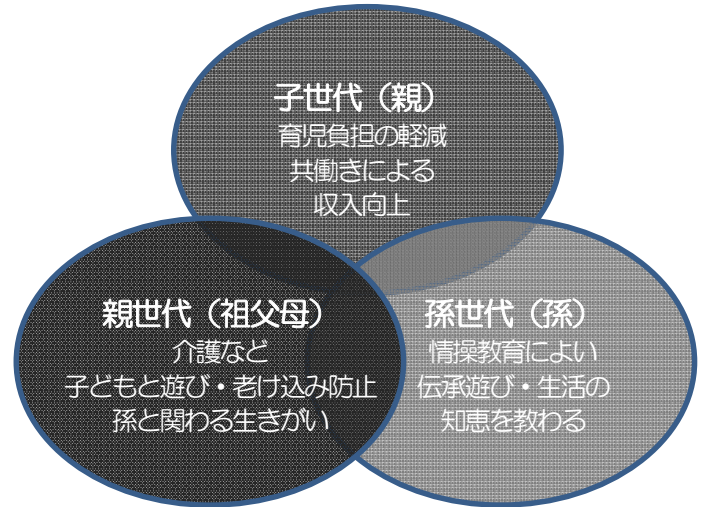 子世代（親）
育児負担の軽減
共働きによる
収入向上
親世代（祖父母）
介護など
子どもと遊び・老け込み防止
孫と関わる生きがい
孫世代（孫）
情操教育によい
伝承遊び・生活の
知恵を教わる